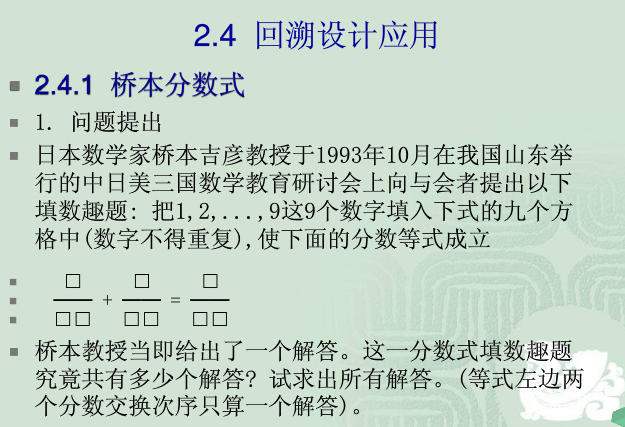 2.4 回溯设计应用
2.4.1 桥本分数式
1. 问题提出
日本数学家桥本吉彦教授于1993年10月在我国山东举
行的中日美三国数学教育研讨会上向与会者提出以下
填数趣题: 把1,2,...,9这9个数字填入下式的九个方
格中(数字不得重复),使下面的分数等式成立
□ □ □
── + ── = ──
□□ □□ □□
桥本教授当即给出了一个解答。这一分数式填数趣题
究竟共有多少个解答? 试求出所有解答。(等式左边两
个分数交换次序只算一个解答)。